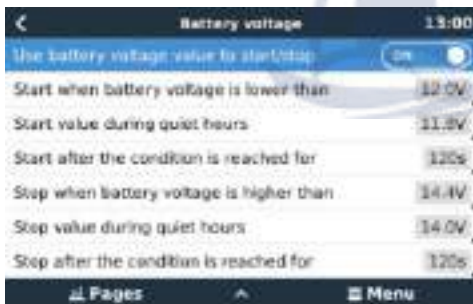 Battery voltage 13:00
Use battery voltage value to start/stop ON
Start when battery voltage is lower than 12.0V
Start value during quiet hours 11.8V
Start after the condition is reached for 120s
Stop when battery voltage is higher than 14.4V
Stop value during quiet hours 14.0V
Stop after the condition is reached for 120s
Pages Menu